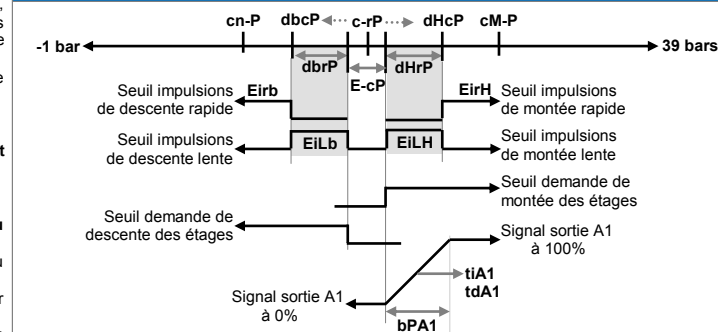 cn-P dbcP c-rP dHcP cM-P
-1 bar 39 bars
dbrP dHrP
E-cP
Seuil impulsions
de descente rapide
Eirb
EirH
Seuil impulsions
de montée rapide
Seuil impulsions
de descente lente
EiLb
EiLH
Seuil impulsions
de montée lente
Seuil demande de
montée des étages
Seuil demande de
descente des étages
Signal sortie A1
à 100%
tiA1
tdA1
Signal sortie A1
à 0%
bPA1